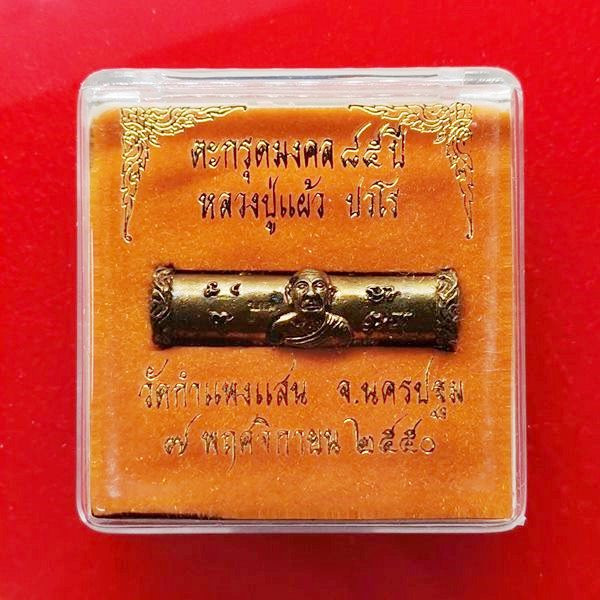 ตะกรุดมงคล ๘๕ ปี
หลวงปู่แผ้ว ปวโร
วัดกำแพงแสน จ.นครปฐม
๗ พฤศจิกายน ๒๕๕๐